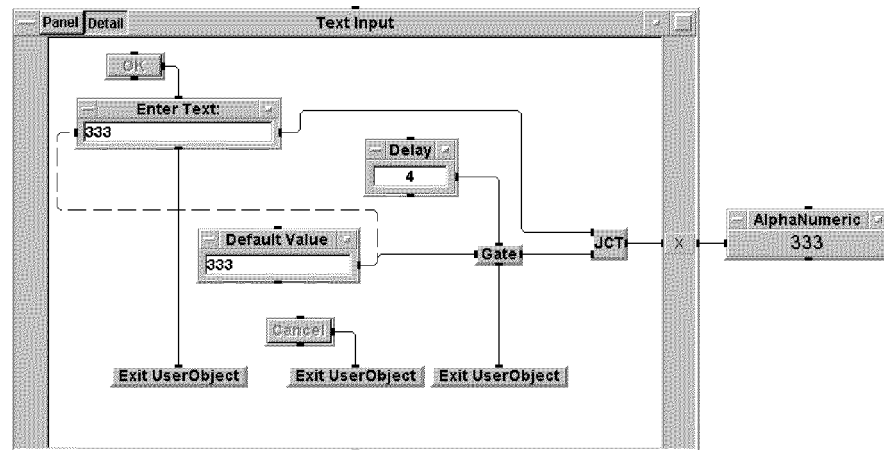 Panel Detail Text Input
OK
Enter Text:
333
Delay
4
AlphaNumeric
333
Default Value
333
Gate
JCT
X
Cancel
Exit UserObject Exit UserObject Exit UserObject